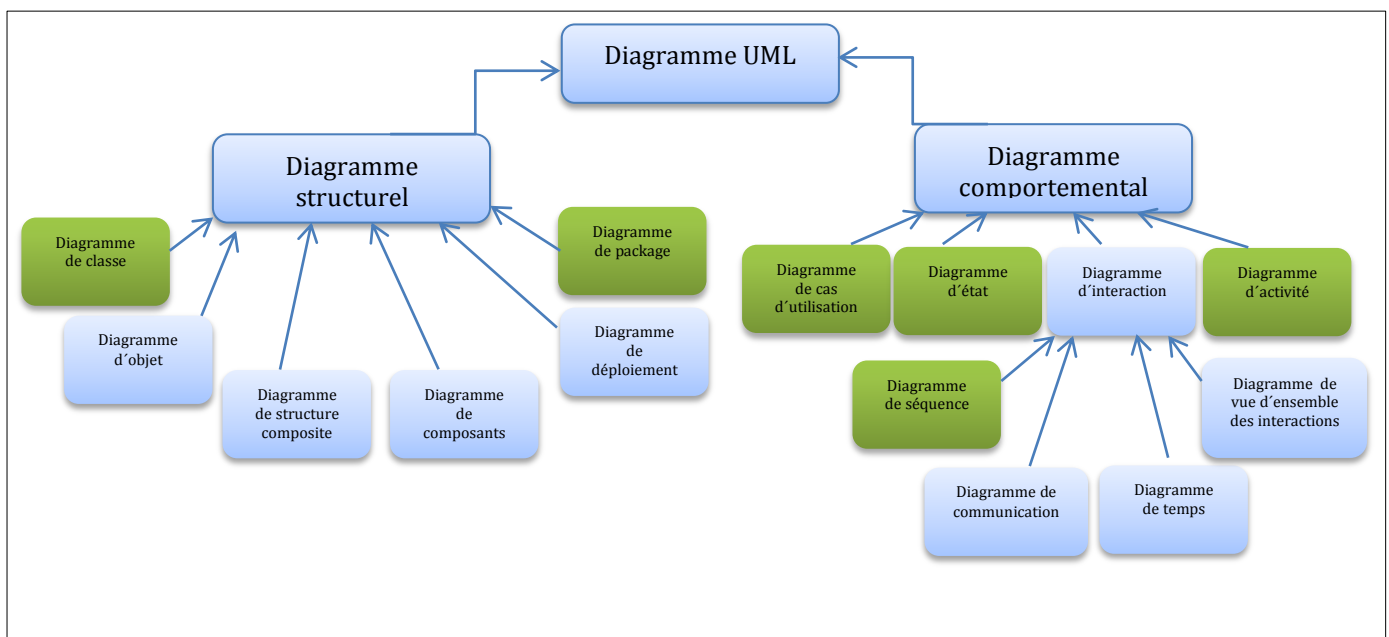 Diagramme UML
Diagramme
structurel
Diagramme
comportemental
Diagramme
de classe
Diagramme
de package
Diagramme
de cas
d´utilisation
Diagramme
d´état
Diagramme
d´interaction
Diagramme
d´activité
Diagramme
d´objet
Diagramme
de
déploiement
Diagramme
de structure
composite
Diagramme
de
composants
Diagramme
de séquence
Diagramme  de
vue d´ensemble
des interactions
Diagramme de
communication
Diagramme
de temps